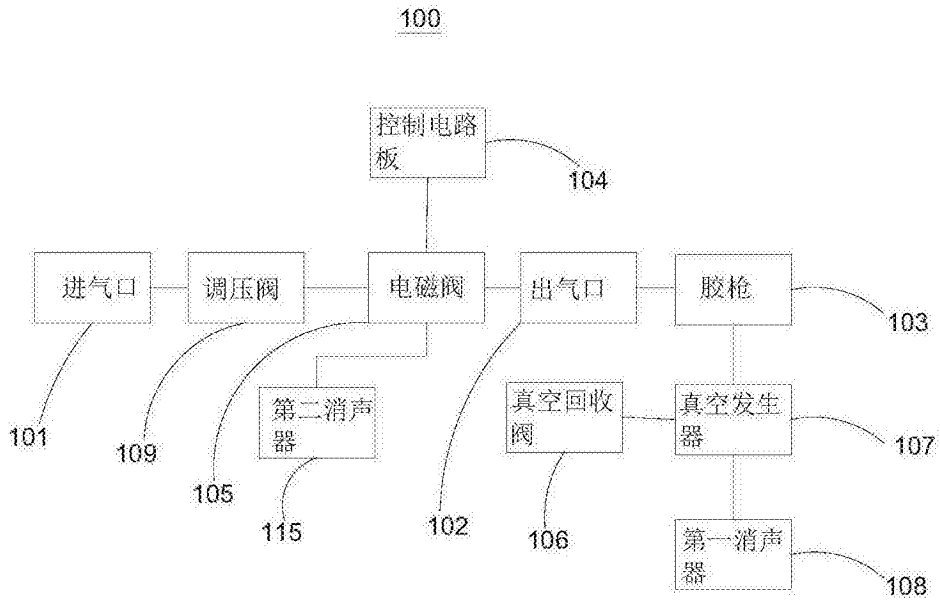 100
控制电路
板
104
进气口
调压阀
电磁阀
出气口
胶枪
103
101
109
第二消声
器
105
115
102
真空回收
阀
106
真空发生
器
107
第一消声
器
108